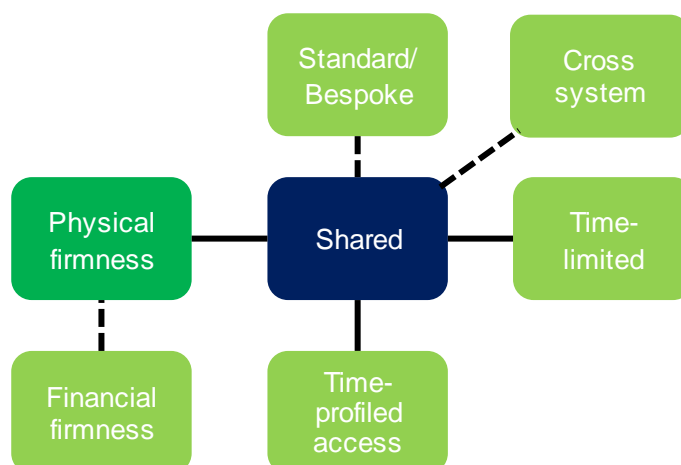 Standard/
Bespoke
Cross
system
Physical
firmness
Shared
Time-
limited
Financial
firmness
Time-
profiled
access